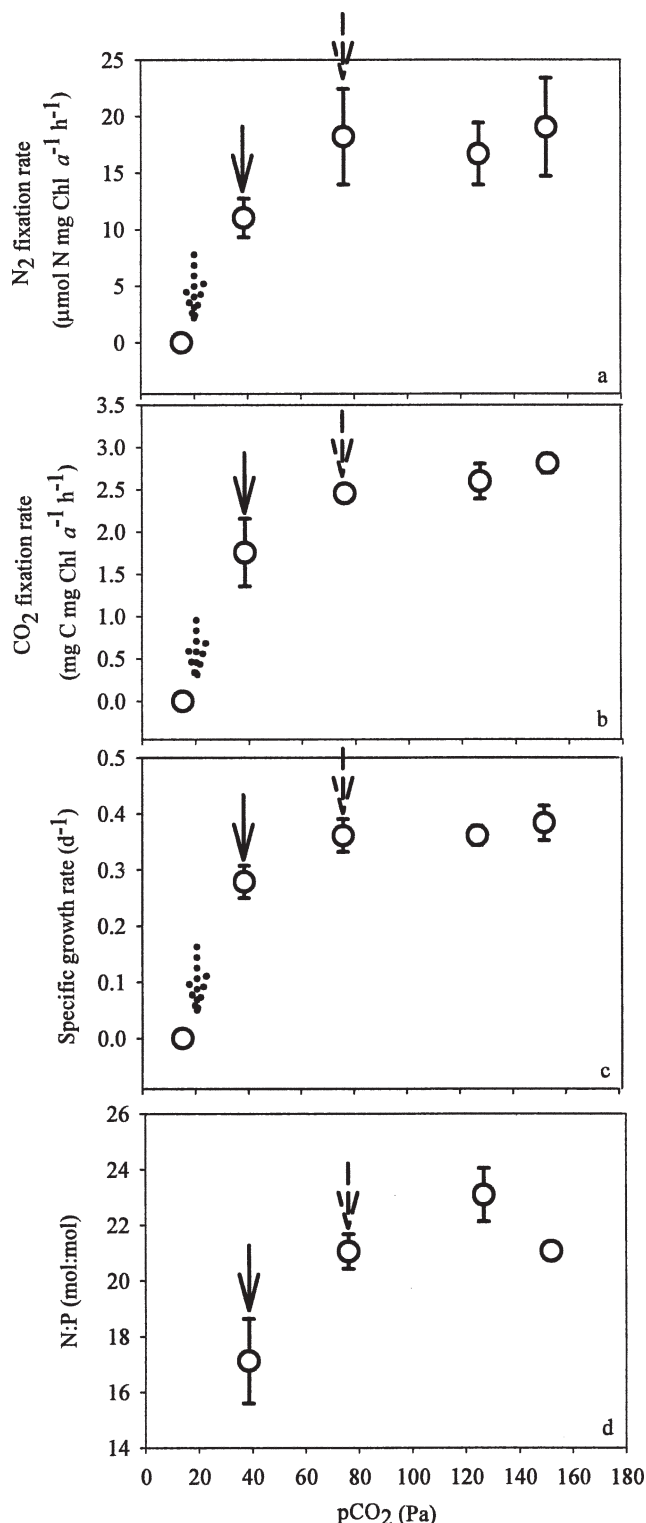 N₂ fixation rate
(μmol N mg Chl a⁻¹ h⁻¹)
25
20
15
10
5
0
a
CO₂ fixation rate
(mg C mg Chl a⁻¹ h⁻¹)
3.5
3.0
2.5
2.0
1.5
1.0
0.5
0.0
b
Specific growth rate (d⁻¹)
0.5
0.4
0.3
0.2
0.1
0.0
c
N:P (mol:mol)
26
24
22
20
18
16
14
d
0 20 40 60 80 100 120 140 160 180
pCO₂ (Pa)